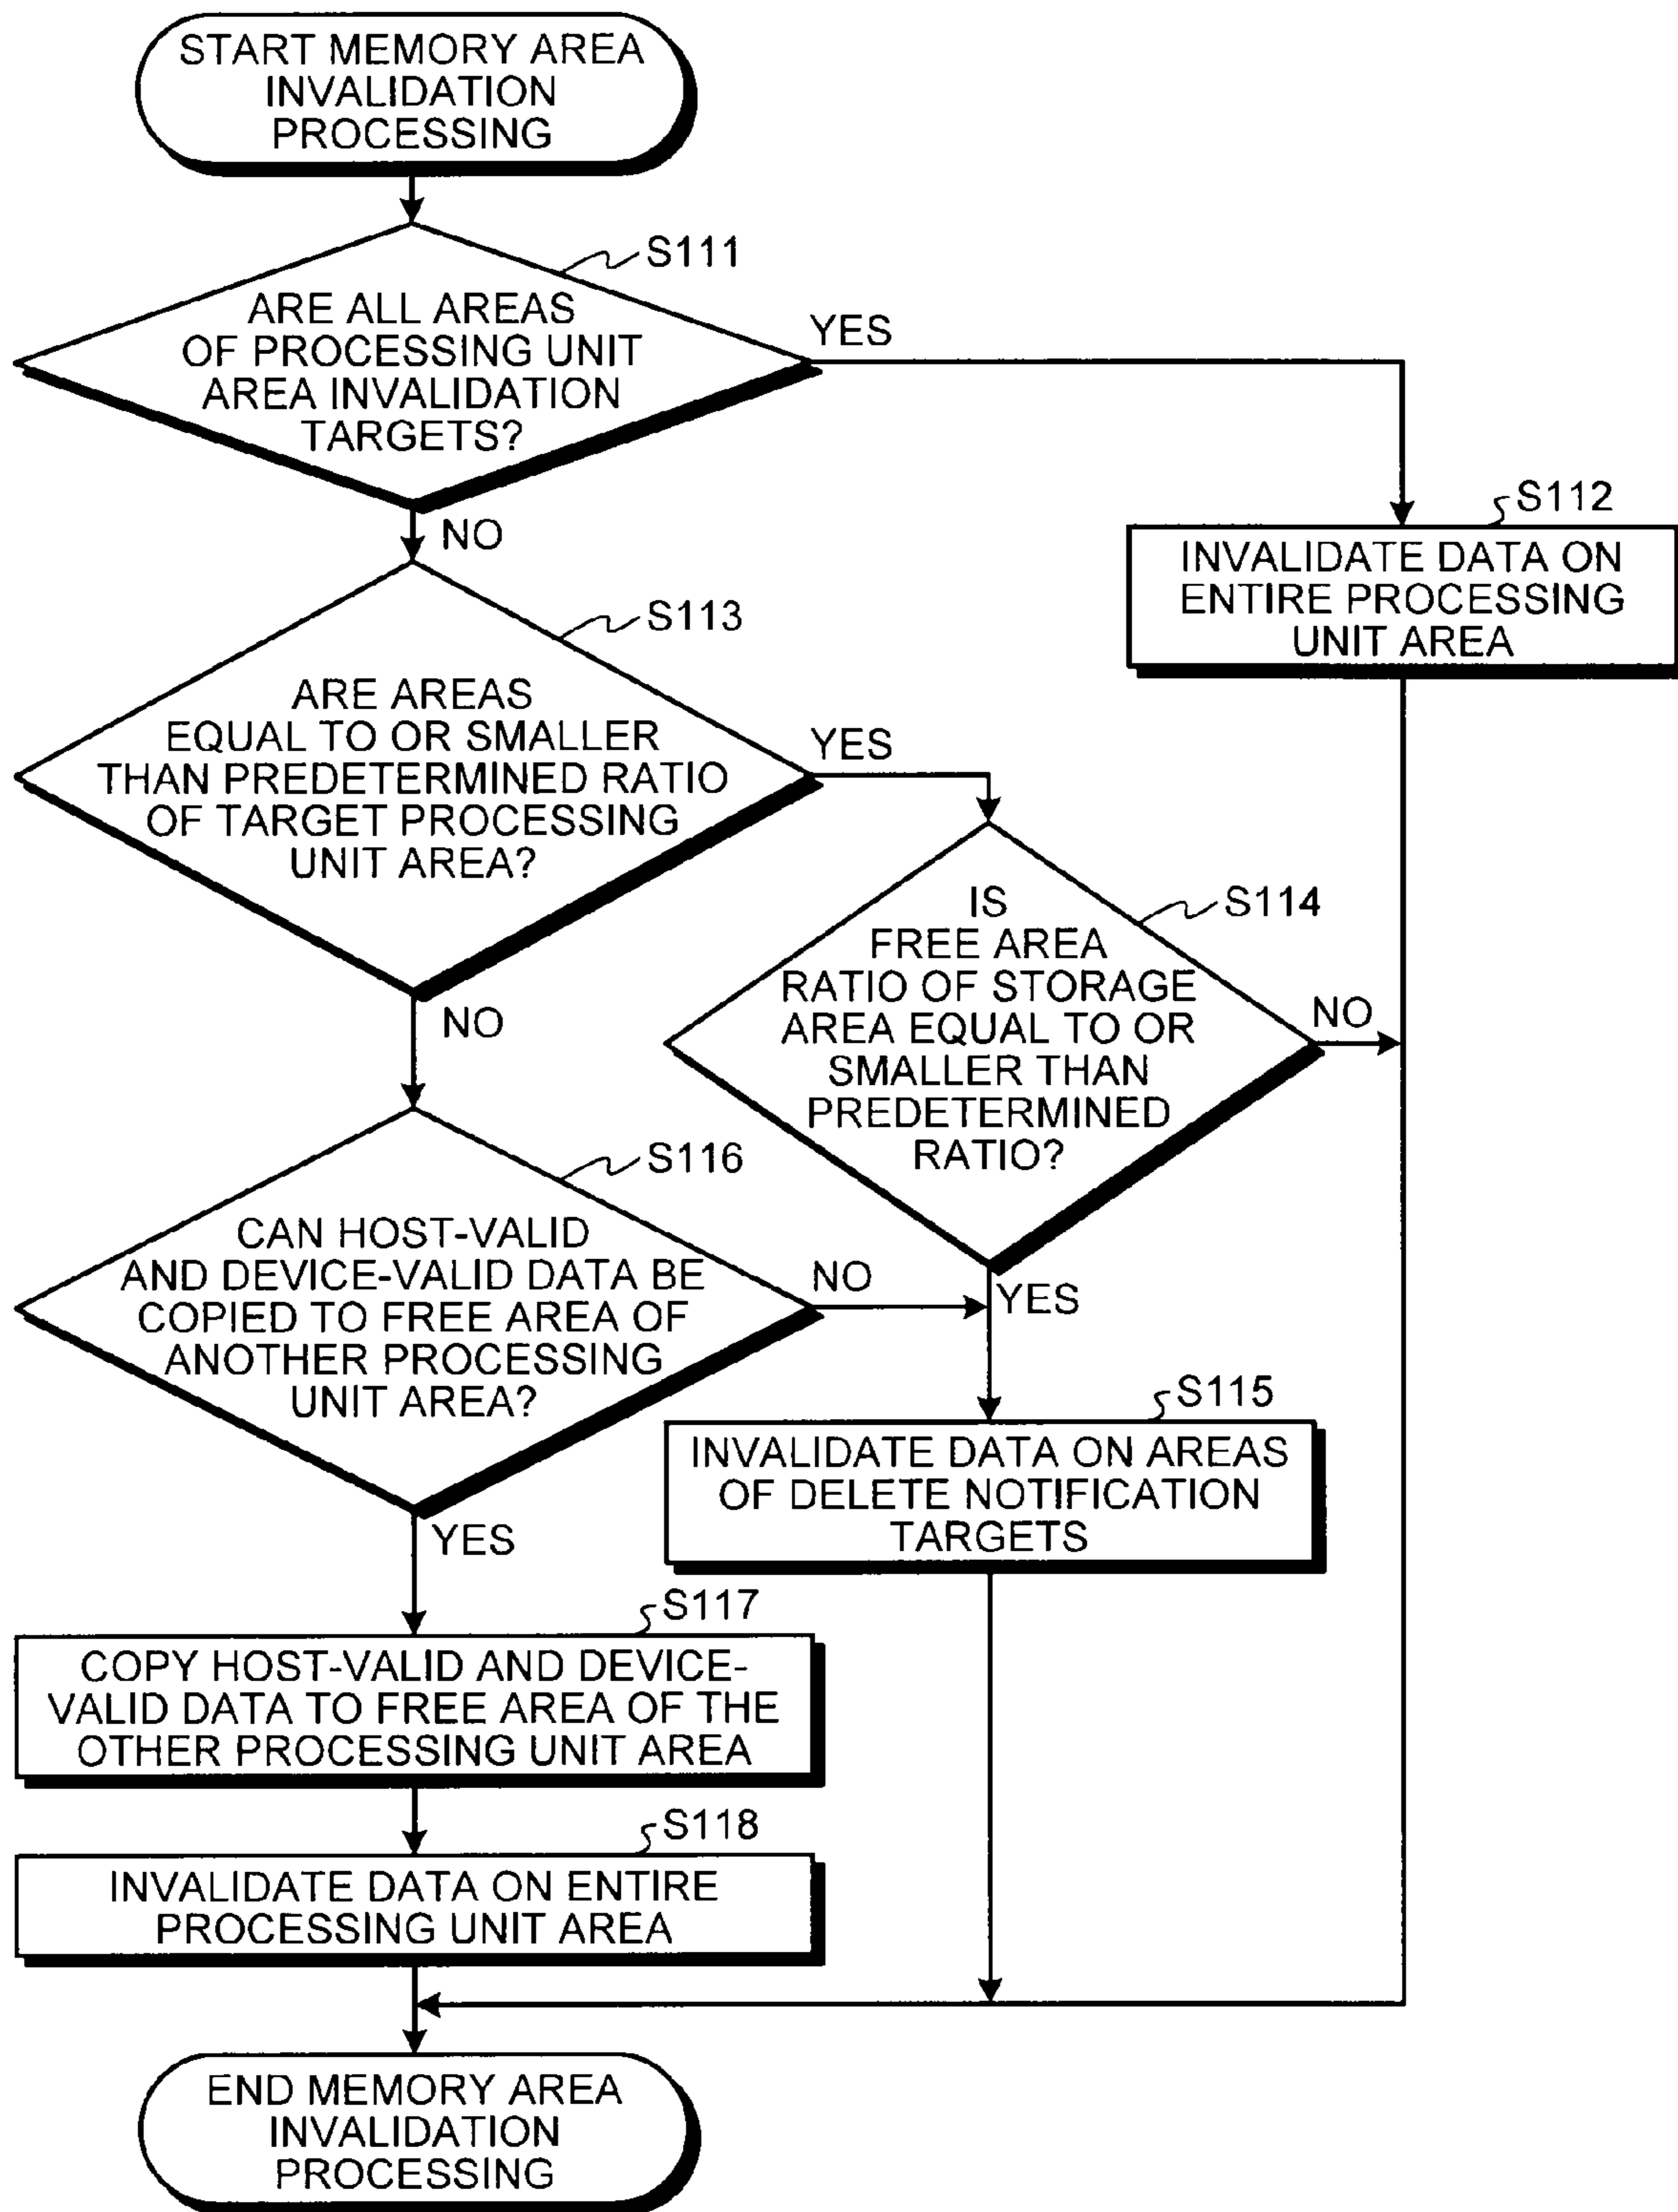 START MEMORY AREA
INVALIDATION
PROCESSING
S111
ARE ALL AREAS
OF PROCESSING UNIT
AREA INVALIDATION
TARGETS?
YES
NO
S112
INVALIDATE DATA ON
ENTIRE PROCESSING
UNIT AREA
S113
ARE AREAS
EQUAL TO OR SMALLER
THAN PREDETERMINED RATIO
OF TARGET PROCESSING
UNIT AREA?
YES
NO
S114
IS
FREE AREA
RATIO OF STORAGE
AREA EQUAL TO OR
SMALLER THAN
PREDETERMINED
RATIO?
NO
YES
S116
CAN HOST-VALID
AND DEVICE-VALID DATA BE
COPIED TO FREE AREA OF
ANOTHER PROCESSING
UNIT AREA?
NO
YES
S115
INVALIDATE DATA ON AREAS
OF DELETE NOTIFICATION
TARGETS
S117
COPY HOST-VALID AND DEVICE-
VALID DATA TO FREE AREA OF THE
OTHER PROCESSING UNIT AREA
S118
INVALIDATE DATA ON ENTIRE
PROCESSING UNIT AREA
END MEMORY AREA
INVALIDATION
PROCESSING